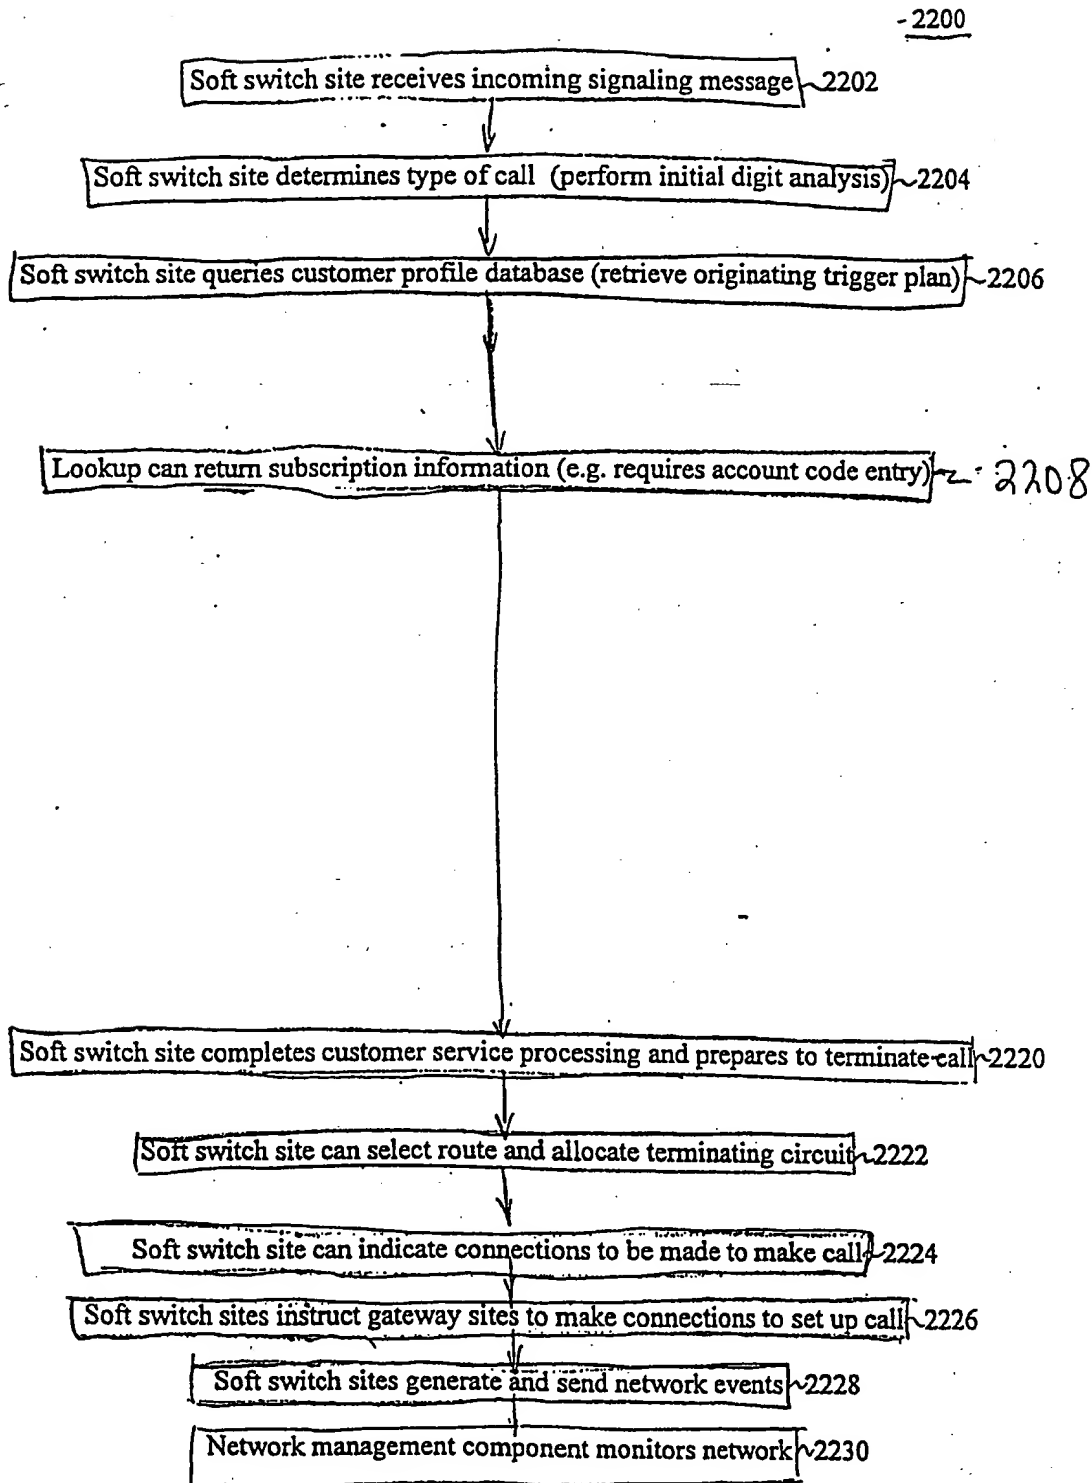 2200
Soft switch site receives incoming signaling message 2202
Soft switch site determines type of call (perform initial digit analysis) 2204
Soft switch site queries customer profile database (retrieve originating trigger plan) 2206
Lookup can return subscription information (e.g. requires account code entry) 2208
Soft switch site completes customer service processing and prepares to terminate call 2220
Soft switch site can select route and allocate terminating circuit 2222
Soft switch site can indicate connections to be made to make call 2224
Soft switch sites instruct gateway sites to make connections to set up call 2226
Soft switch sites generate and send network events 2228
Network management component monitors network 2230